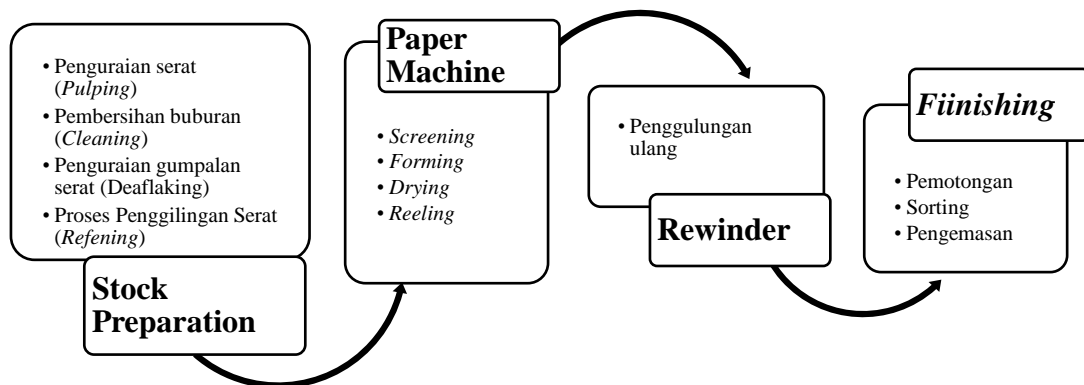 • Penguraian serat
(Pulping)
• Pembersihan buburan
(Cleaning)
• Penguraian gumpalan
serat (Deaflaking)
• Proses Penggilingan Serat
(Refening)
Stock
Preparation
Paper
Machine
• Screening
• Forming
• Drying
• Reeling
• Penggulungan
ulang
Rewinder
Fiinishing
• Pemotongan
• Sorting
• Pengemasan